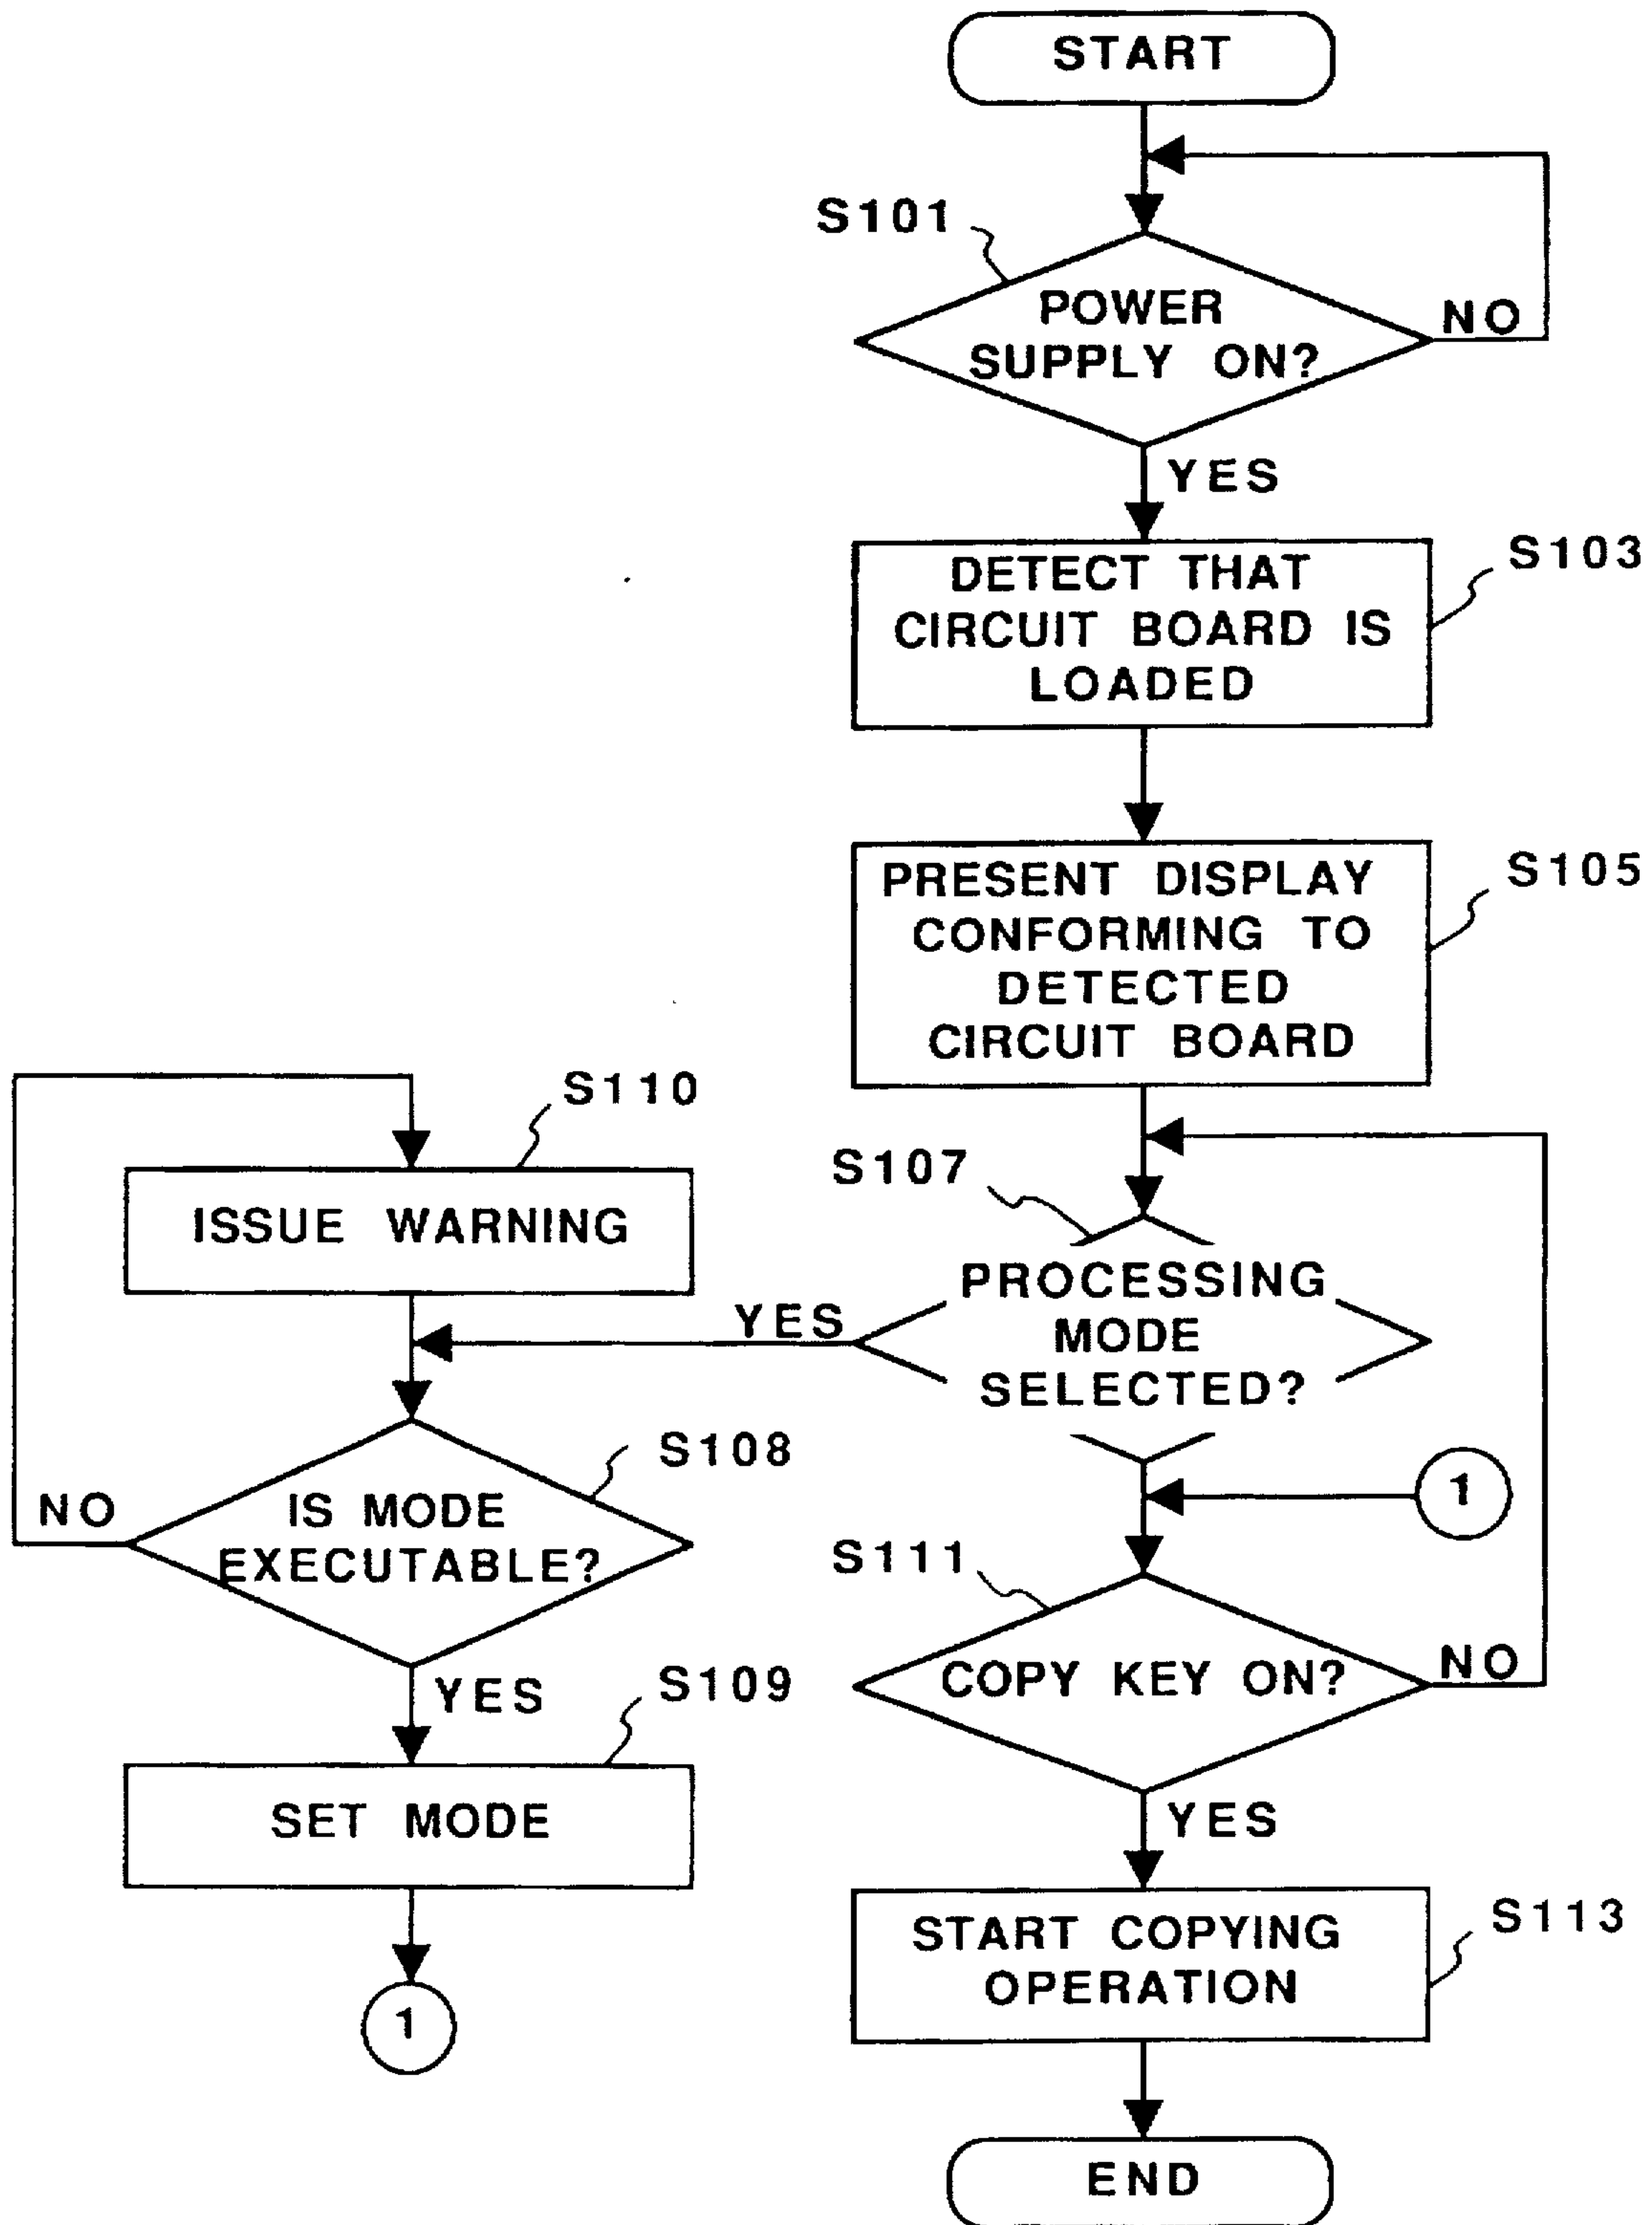 START
S101
POWER
SUPPLY ON?
NO
YES
S103
DETECT THAT
CIRCUIT BOARD IS
LOADED
S105
PRESENT DISPLAY
CONFORMING TO
DETECTED
CIRCUIT BOARD
S110
ISSUE WARNING
S107
PROCESSING
MODE
SELECTED?
YES
S108
IS MODE
EXECUTABLE?
NO
YES
S109
SET MODE
1
1
S111
COPY KEY ON?
NO
YES
S113
START COPYING
OPERATION
END